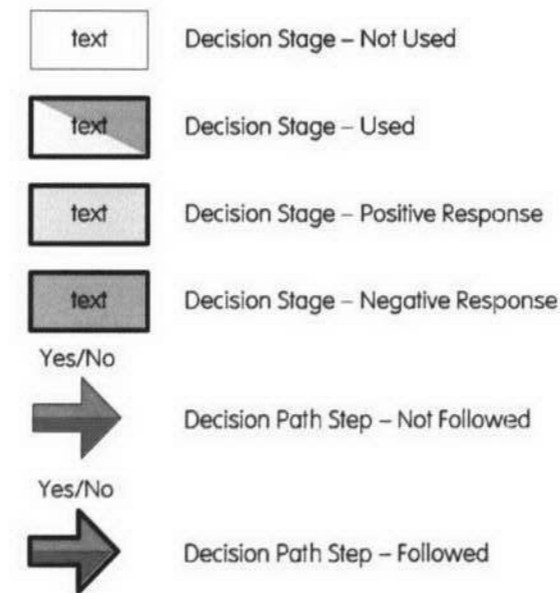 text Decision Stage – Not Used
text Decision Stage – Used
text Decision Stage – Positive Response
text Decision Stage – Negative Response
Yes/No
Decision Path Step – Not Followed
Yes/No
Decision Path Step – Followed